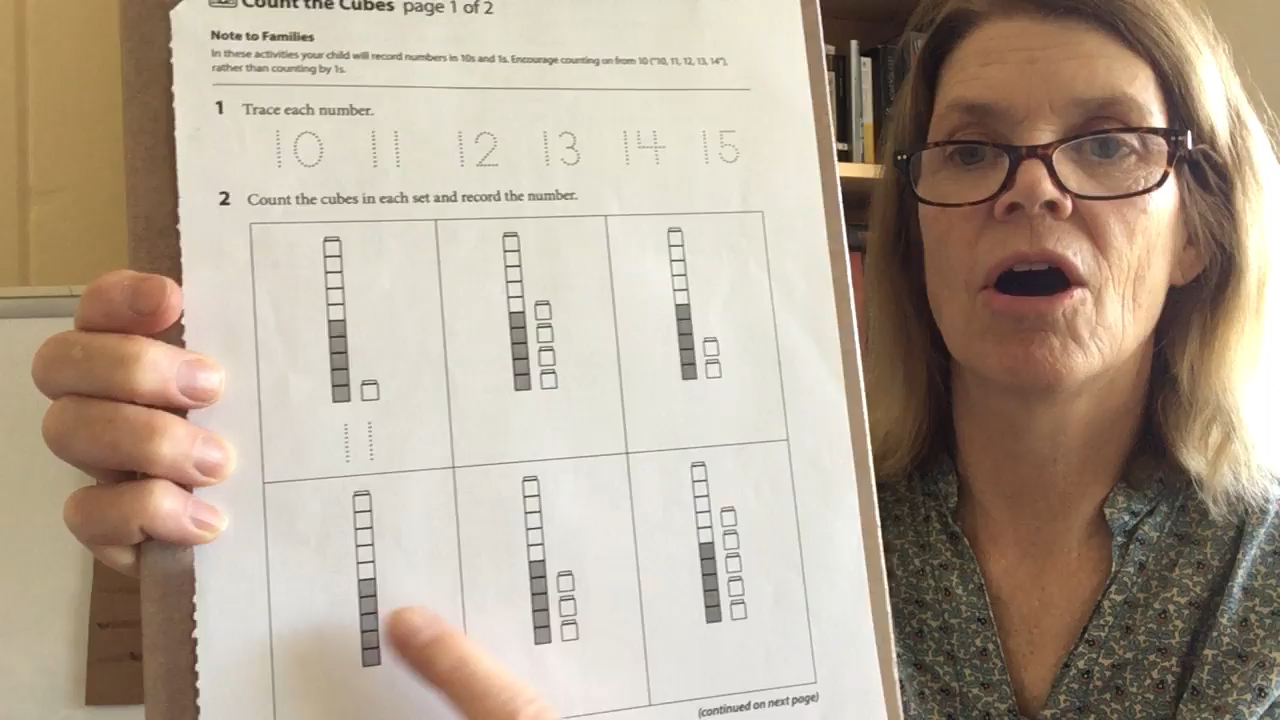 Count the Cubes page 1 of 2
Note to Families
In these activities your child will record numbers in 10s and 1s. Encourage counting on from 10 ("10, 11, 12, 13, 14"),
rather than counting by 1s.
1 Trace each number.
10 11 12 13 14 15
2 Count the cubes in each set and record the number.
11
(continued on next page)